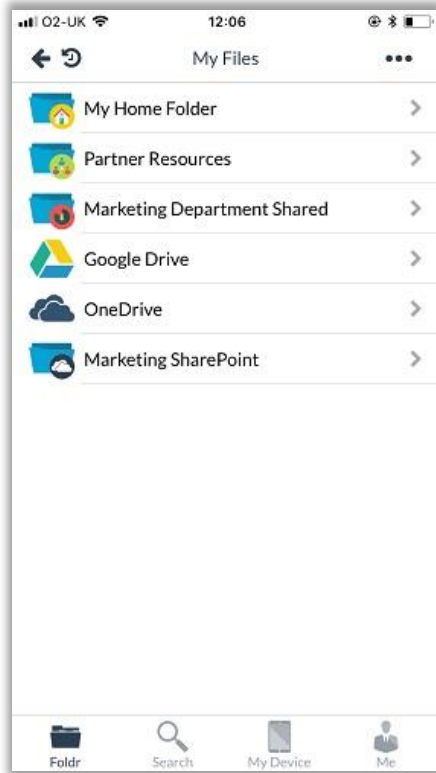 O2-UK 12:06
My Files
My Home Folder
Partner Resources
Marketing Department Shared
Google Drive
OneDrive
Marketing SharePoint
Foldr Search My Device Me